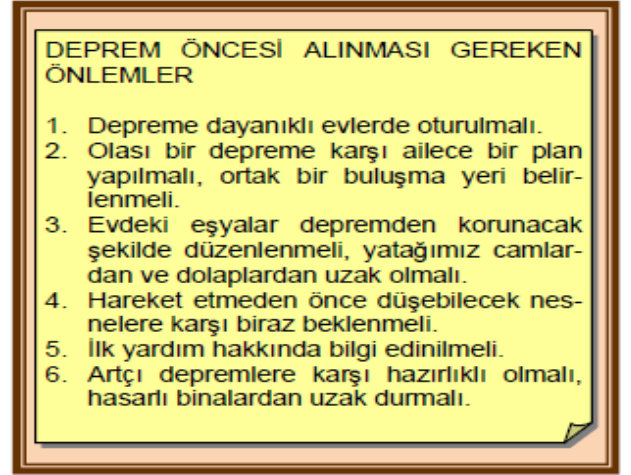 DEPREM ÖNCESİ ALINMASI GEREKEN
ÖNLEMLER
1. Depreme dayanıklı evlerde oturulmalı.
2. Olası bir depreme karşı ailece bir plan
yapılmalı, ortak bir buluşma yeri belir-
lenmeli.
3. Evdeki eşyalar depremden korunacak
şekilde düzenlenmeli, yatağımız camlar-
dan ve dolaplardan uzak olmalı.
4. Hareket etmeden önce düşebilecek nes-
nelere karşı biraz beklenmeli.
5. İlk yardım hakkında bilgi edinilmeli.
6. Artçı depremlere karşı hazırlıklı olmalı,
hasarlı binalardan uzak durmalı.